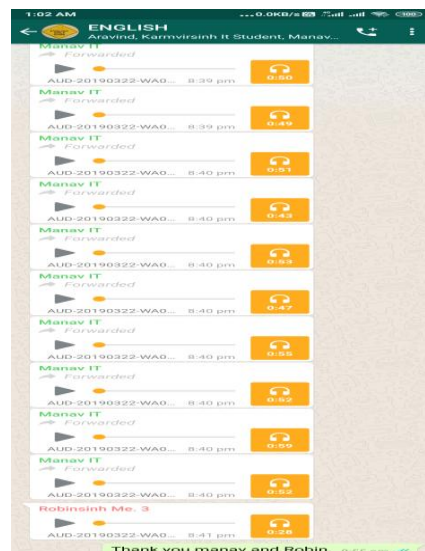 1:02 AM ...0.0KB/s 100
ENGLISH
Aravind, Karmvirsinh It Student, Manav...
Manav IT
Forwarded
0:50
AUD-20190322-WA0... 8:39 pm
Manav IT
Forwarded
0:49
AUD-20190322-WA0... 8:39 pm
Manav IT
Forwarded
0:51
AUD-20190322-WA0... 8:40 pm
Manav IT
Forwarded
0:43
AUD-20190322-WA0... 8:40 pm
Manav IT
Forwarded
0:53
AUD-20190322-WA0... 8:40 pm
Manav IT
Forwarded
0:47
AUD-20190322-WA0... 8:40 pm
Manav IT
Forwarded
0:55
AUD-20190322-WA0... 8:40 pm
Manav IT
Forwarded
0:52
AUD-20190322-WA0... 8:40 pm
Manav IT
Forwarded
0:59
AUD-20190322-WA0... 8:40 pm
Manav IT
Forwarded
0:52
AUD-20190322-WA0... 8:40 pm
Robinsinh Me. 3
0:28
AUD-20190322-WA0... 8:41 pm
Thank you manav and Robin